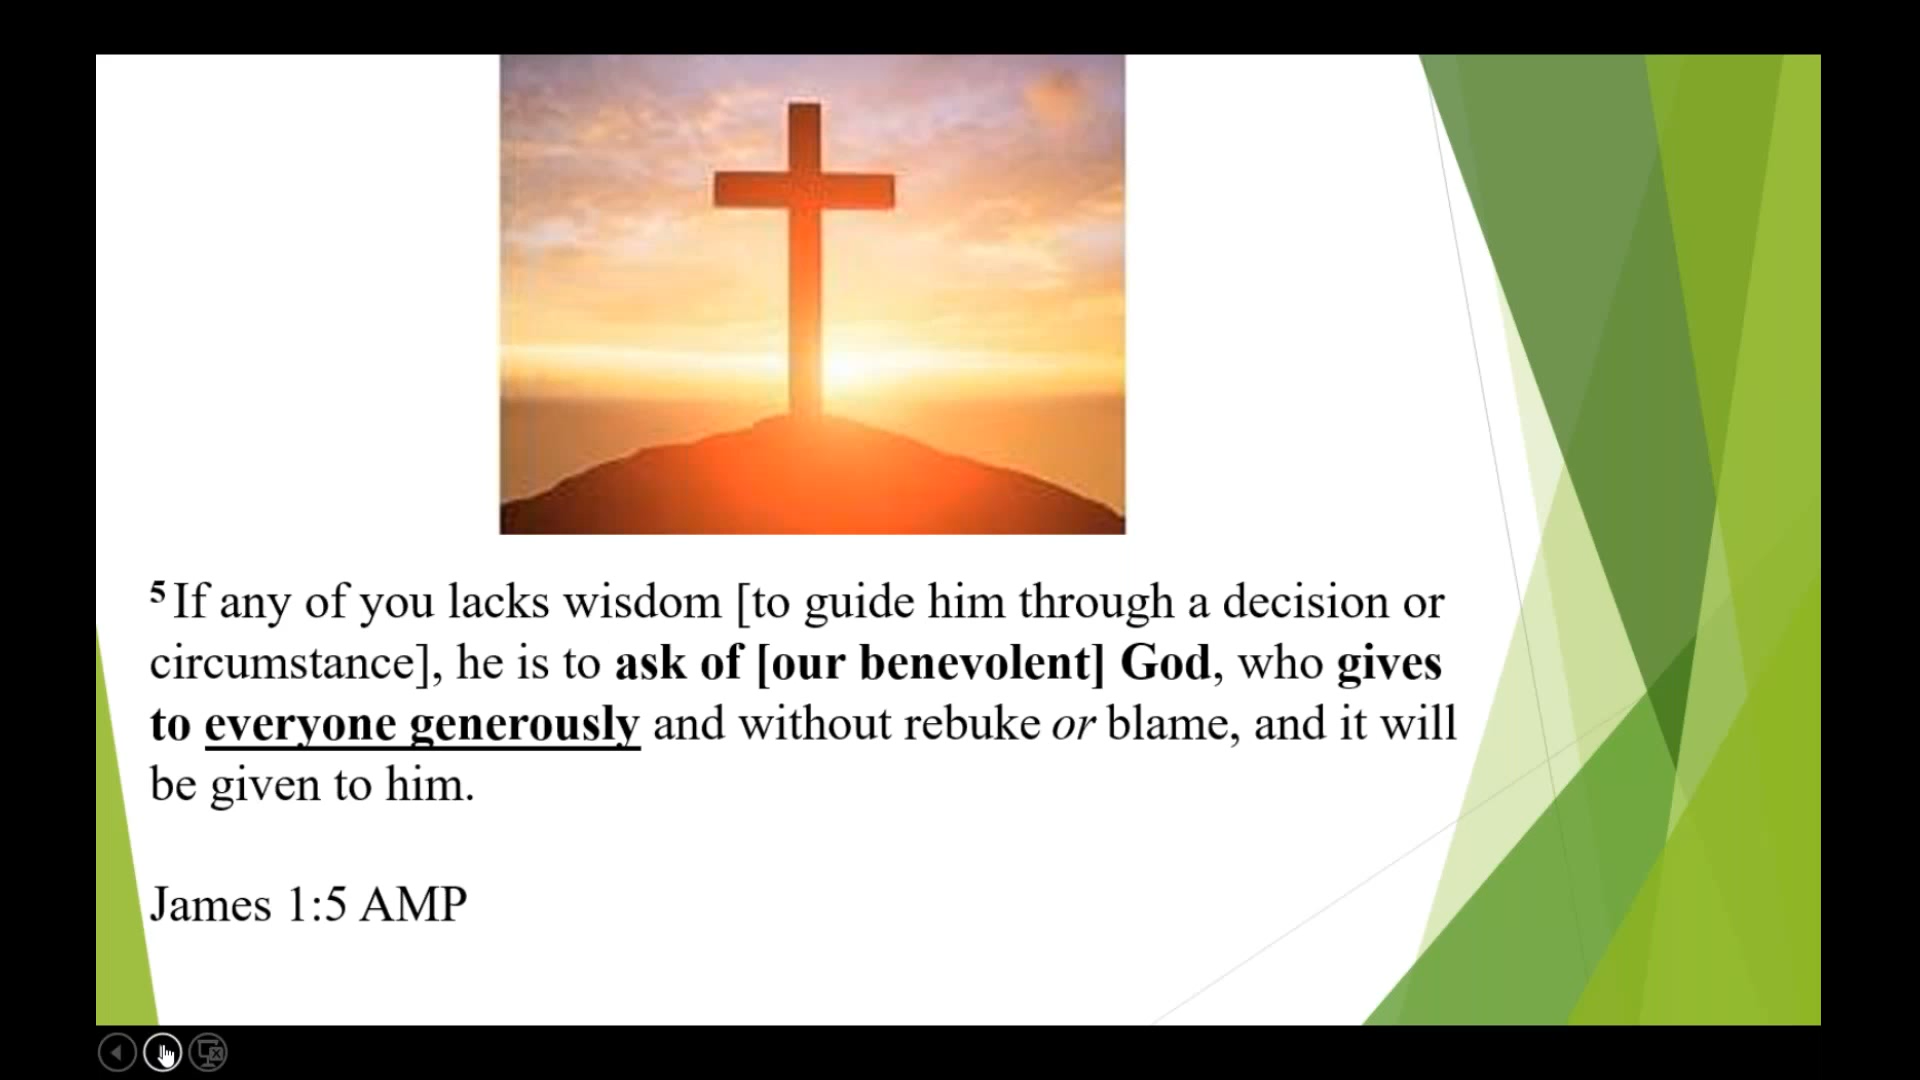 5 If any of you lacks wisdom [to guide him through a decision or
circumstance], he is to ask of [our benevolent] God, who gives
to everyone generously and without rebuke or blame, and it will
be given to him.
James 1:5 AMP